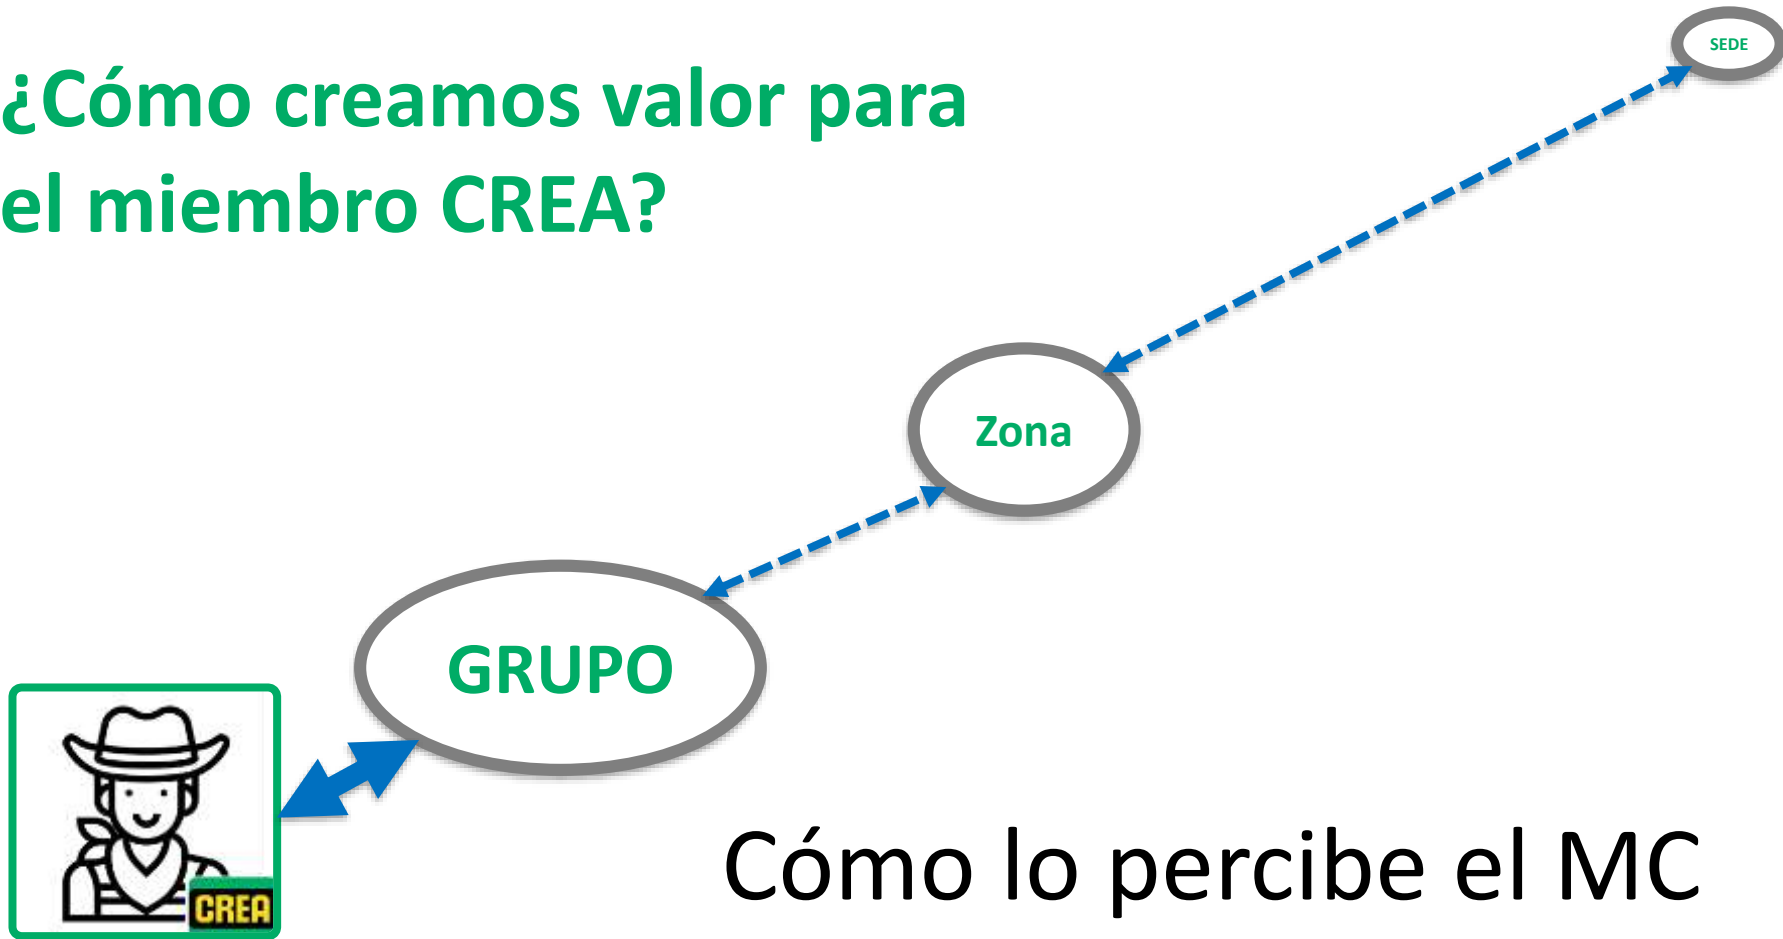 SEDE
¿Cómo creamos valor para
el miembro CREA?
Zona
GRUPO
CREA
Cómo lo percibe el MC